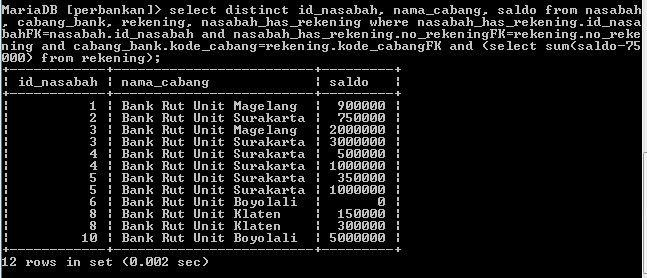 MariaDB [perbankan]> select distinct id_nasabah, nama_cabang, saldo from nasabah
, cabang_bank, rekening, nasabah_has_rekening where nasabah_has_rekening.id_nasa
bahFK=nasabah.id_nasabah and nasabah_has_rekening.no_rekeningFK=rekening.no_reke
ning and cabang_bank.kode_cabang=rekening.kode_cabangFK and (select sum(saldo-75
000) from rekening);
+------------+-------------------------+---------+
| id_nasabah | nama_cabang | saldo |
+------------+-------------------------+---------+
| 1 | Bank Rut Unit Magelang | 900000 |
| 2 | Bank Rut Unit Surakarta | 750000 |
| 3 | Bank Rut Unit Magelang | 2000000 |
| 3 | Bank Rut Unit Surakarta | 3000000 |
| 4 | Bank Rut Unit Surakarta | 500000 |
| 4 | Bank Rut Unit Surakarta | 1000000 |
| 5 | Bank Rut Unit Surakarta | 350000 |
| 5 | Bank Rut Unit Surakarta | 1000000 |
| 6 | Bank Rut Unit Boyolali | 0 |
| 8 | Bank Rut Unit Klaten | 150000 |
| 8 | Bank Rut Unit Klaten | 300000 |
| 10 | Bank Rut Unit Boyolali | 5000000 |
+------------+-------------------------+---------+
12 rows in set (0.002 sec)